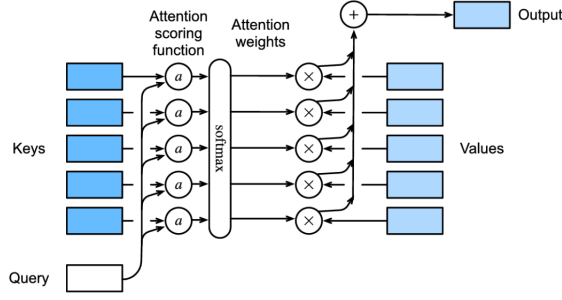 Attention
scoring
function
Attention
weights
+
Output
a
×
a
×
Keys
a
softmax
×
Values
a
×
a
×
Query